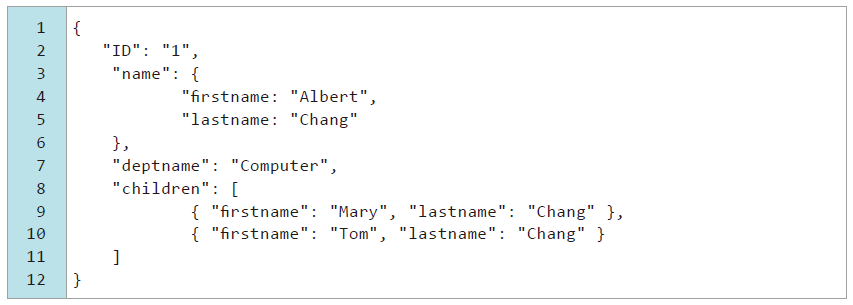 1 {
2 "ID": "1",
3 "name": {
4 "firstname: "Albert",
5 "lastname: "Chang"
6 },
7 "deptname": "Computer",
8 "children": [
9 { "firstname": "Mary", "lastname": "Chang" },
10 { "firstname": "Tom", "lastname": "Chang" }
11 ]
12 }